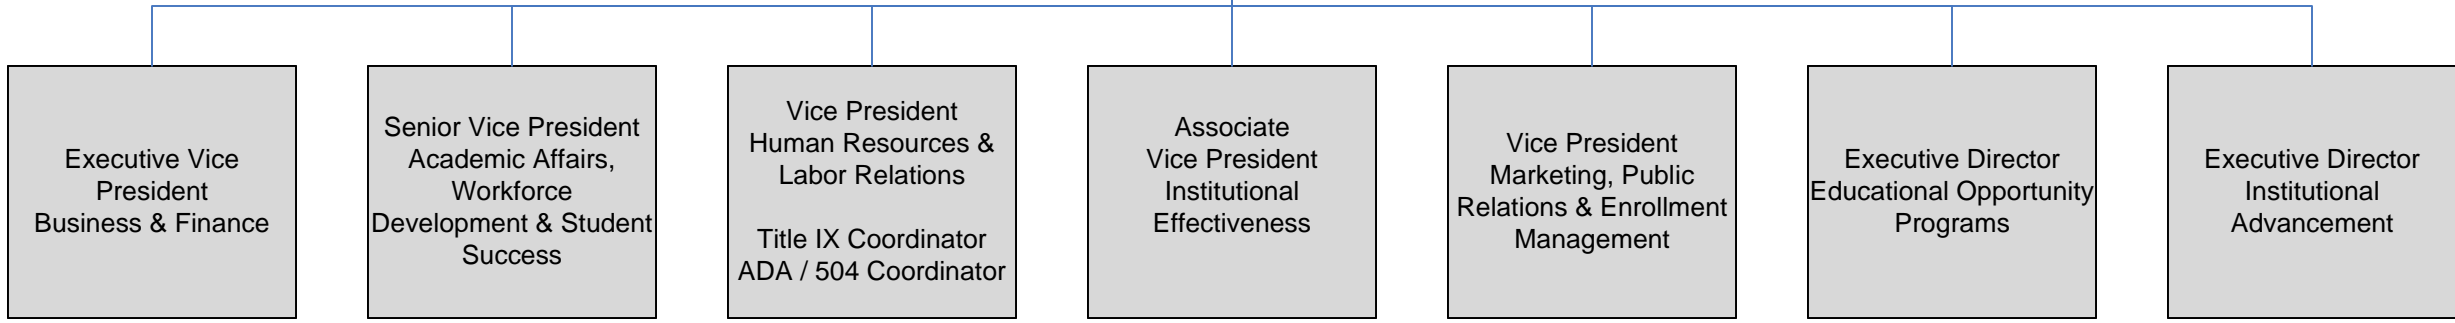 Executive Vice
President
Business & Finance
Senior Vice President
Academic Affairs,
Workforce
Development & Student
Success
Vice President
Human Resources &
Labor Relations
Title IX Coordinator
ADA / 504 Coordinator
Associate
Vice President
Institutional
Effectiveness
Vice President
Marketing, Public
Relations & Enrollment
Management
Executive Director
Educational Opportunity
Programs
Executive Director
Institutional
Advancement